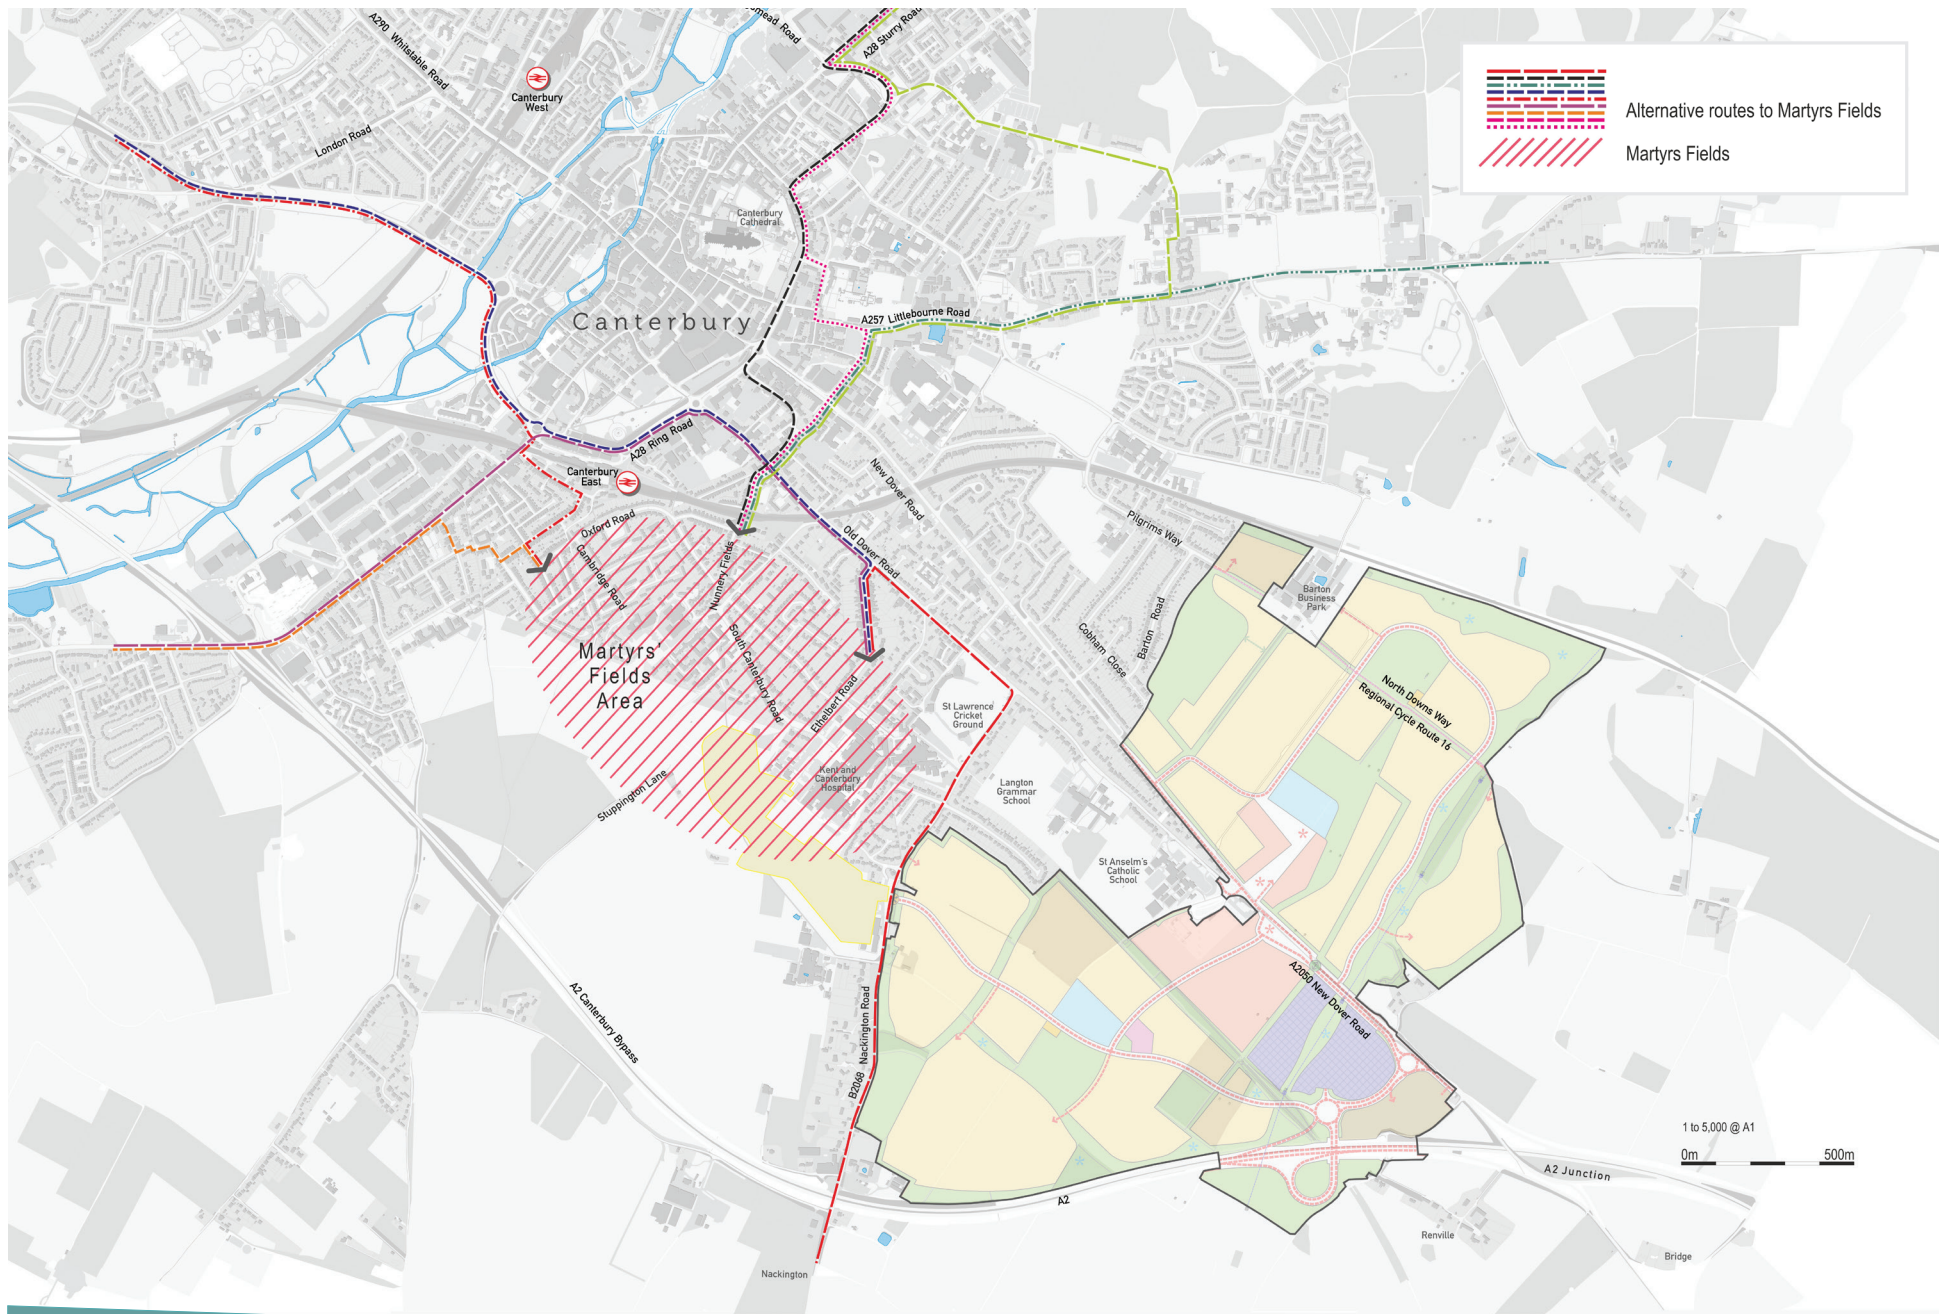 A28 Sturry Road
Road
A290 Whitstable Road
Canterbury
West
London Road
Alternative routes to Martyrs Fields
Martyrs Fields
Canterbury
Cathedral
Canterbury
A257 Littlebourne Road
A28 Ring Road
Canterbury
East
New Dover Road
Oxford Road
Old Dover Road
Pilgrims Way
Cambridge Road
Nunnery Fields
Barton
Business
Park
Barton Road
Cobham Close
Martyrs'
Fields
Area
South Canterbury Road
Ethelbert Road
St Lawrence
Cricket
Ground
North Downs Way
Regional Cycle Route 16
Kent and
Canterbury
Hospital
Langton
Grammar
School
Stuppington Lane
St Anselm's
Catholic
School
A2050 New Dover Road
A2 Canterbury Bypass
B2068 Nackington Road
1 to 5,000 @ A1
0m 500m
A2 Junction
A2
Renville
Bridge
Nackington